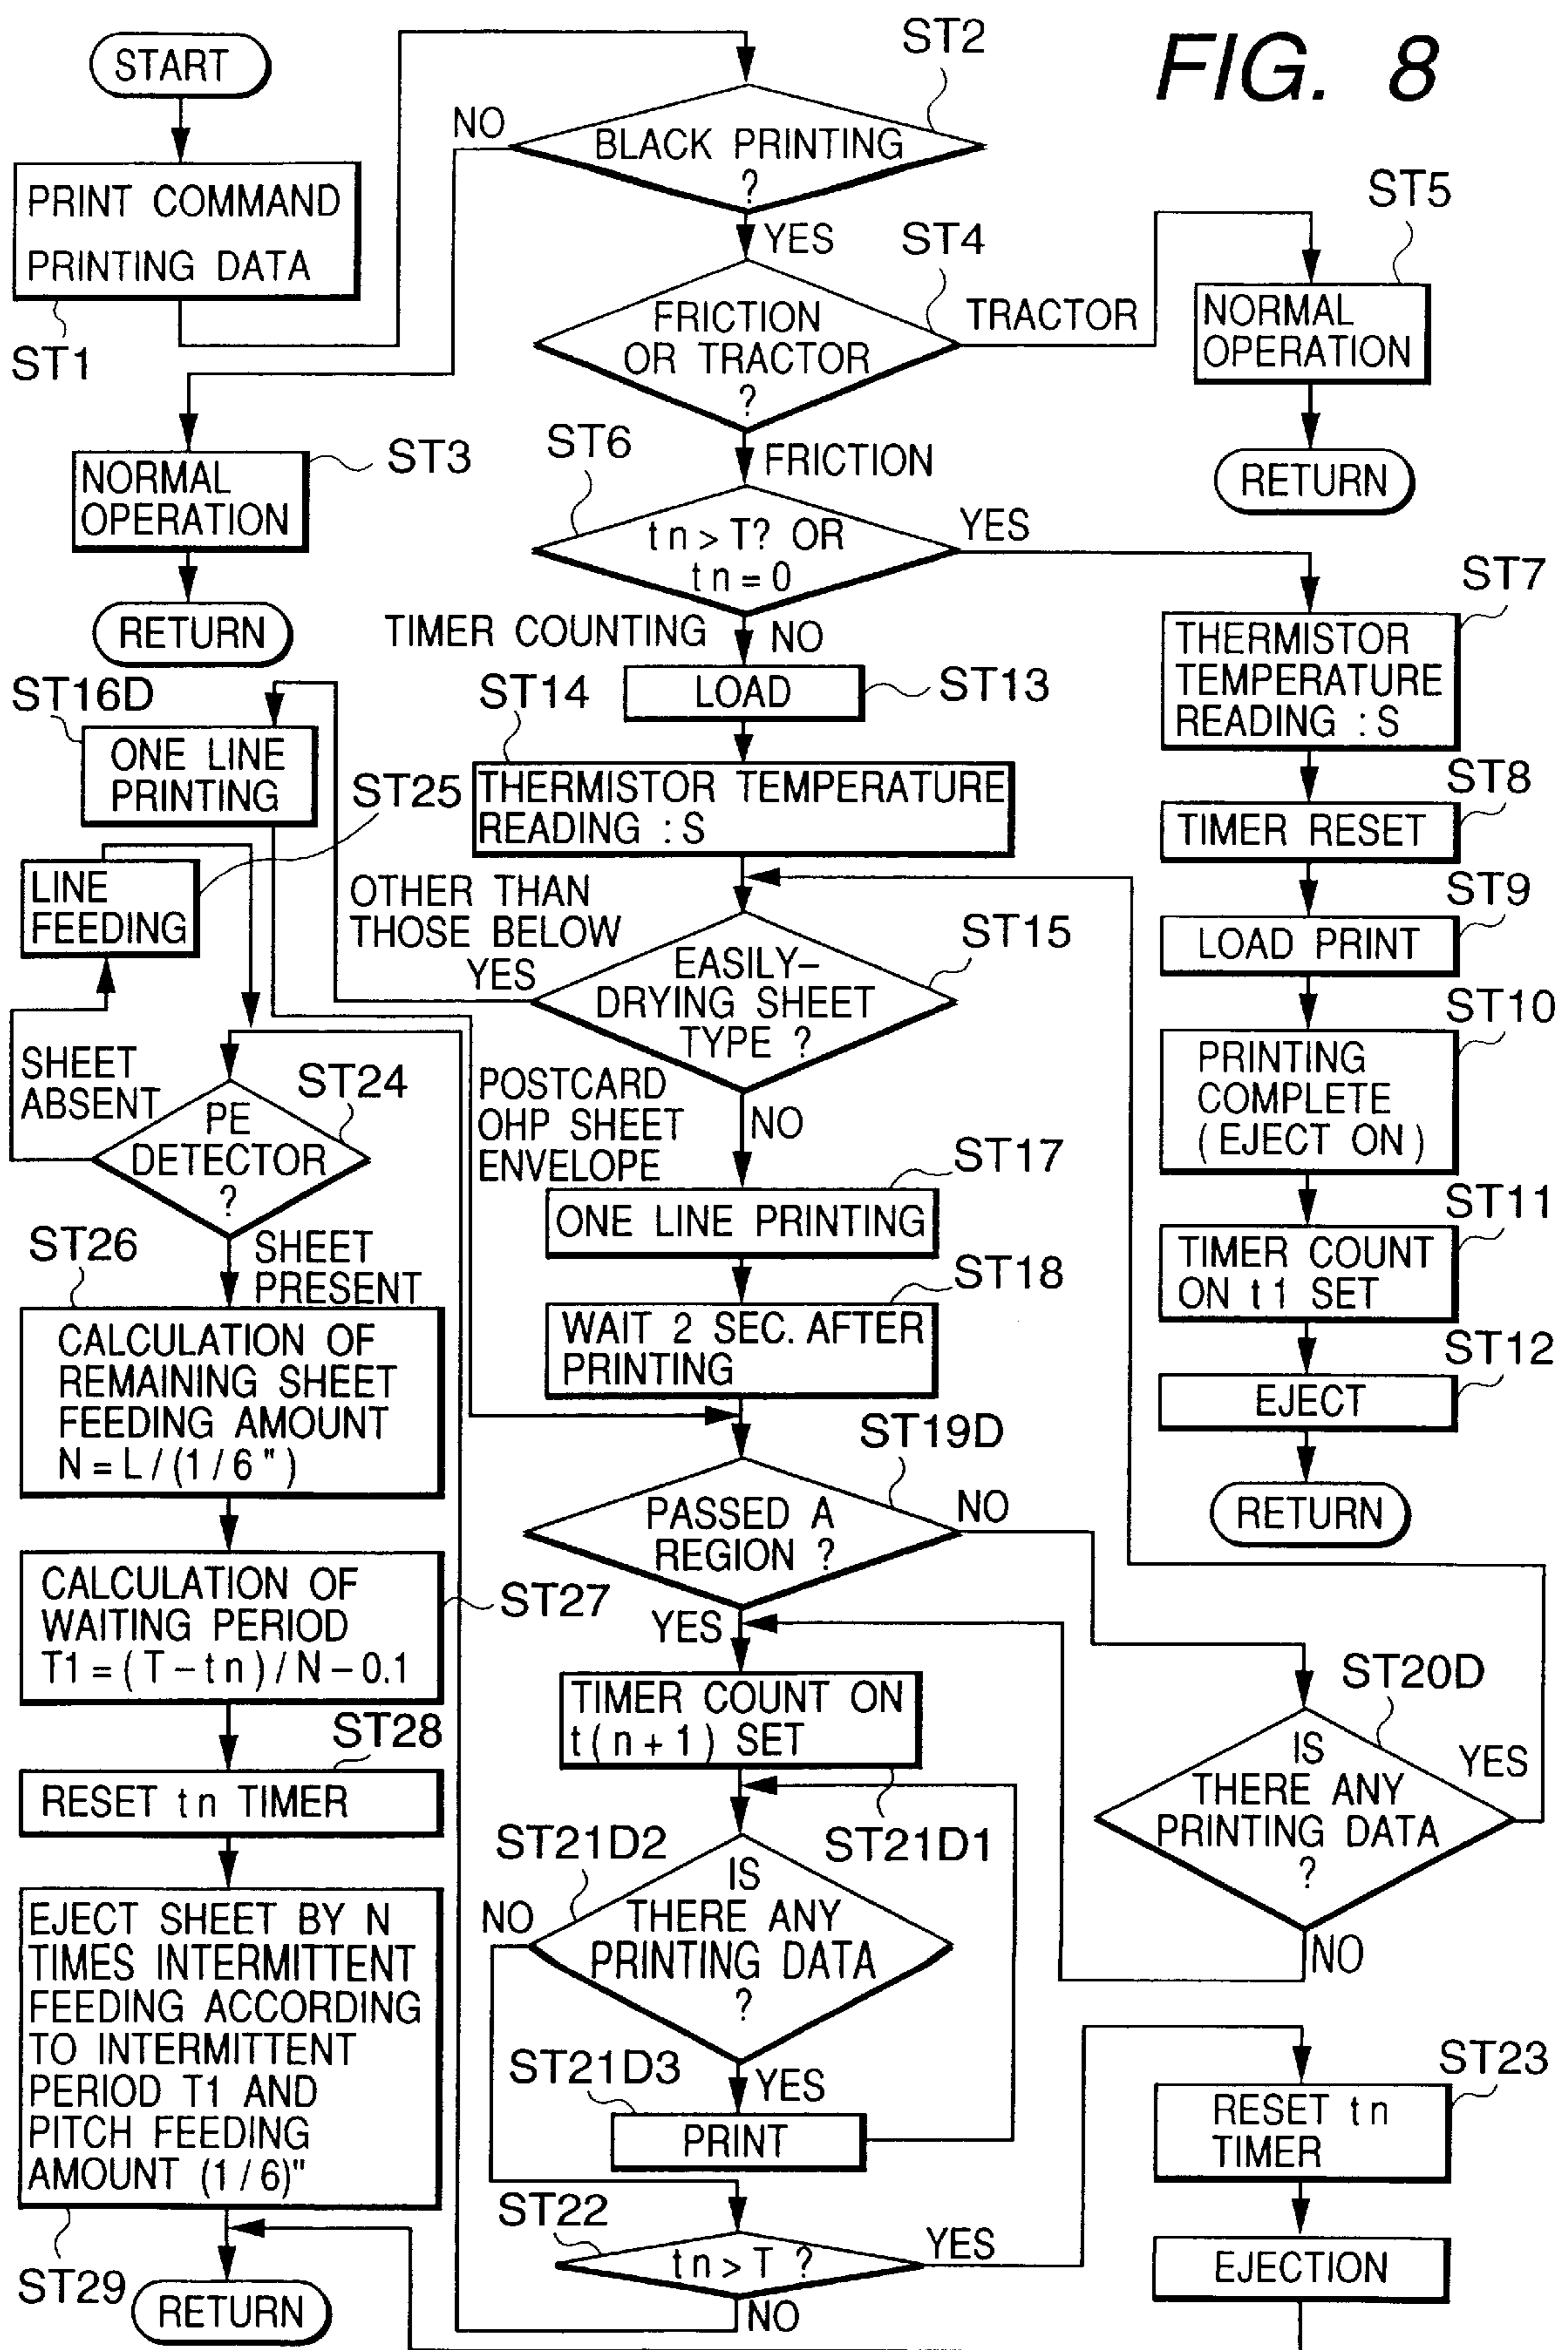 FIG. 8
START
PRINT COMMAND
PRINTING DATA
ST1
ST2
BLACK PRINTING
?
NO
YES
NORMAL
OPERATION
ST3
RETURN
ST4
FRICTION
OR TRACTOR
?
TRACTOR
ST5
NORMAL
OPERATION
RETURN
FRICTION
ST6
tn > T? OR
tn = 0
YES
TIMER COUNTING
NO
ST7
THERMISTOR
TEMPERATURE
READING : S
ST8
TIMER RESET
ST9
LOAD PRINT
ST10
PRINTING
COMPLETE
(EJECT ON)
ST11
TIMER COUNT
ON t1 SET
ST12
EJECT
RETURN
LOAD
ST13
ST14
THERMISTOR TEMPERATURE
READING : S
ST15
EASILY-
DRYING SHEET
TYPE ?
OTHER THAN
THOSE BELOW
YES
ST16D
ONE LINE
PRINTING
POSTCARD
OHP SHEET
ENVELOPE
NO
ST17
ONE LINE PRINTING
ST18
WAIT 2 SEC. AFTER
PRINTING
ST19D
PASSED A
REGION ?
NO
YES
ST20D
IS
THERE ANY
PRINTING DATA
?
YES
NO
TIMER COUNT ON
t(n+1) SET
ST21D1
ST21D2
IS
THERE ANY
PRINTING DATA
?
NO
YES
ST21D3
PRINT
ST22
tn > T ?
YES
NO
ST23
RESET tn
TIMER
EJECTION
ST25
LINE
FEEDING
SHEET
ABSENT
ST24
PE
DETECTOR
?
SHEET
PRESENT
ST26
CALCULATION OF
REMAINING SHEET
FEEDING AMOUNT
N = L / (1/6")
CALCULATION OF
WAITING PERIOD
T1 = (T - tn) / N - 0.1
ST27
ST28
RESET tn TIMER
EJECT SHEET BY N
TIMES INTERMITTENT
FEEDING ACCORDING
TO INTERMITTENT
PERIOD T1 AND
PITCH FEEDING
AMOUNT (1/6)"
ST29
RETURN